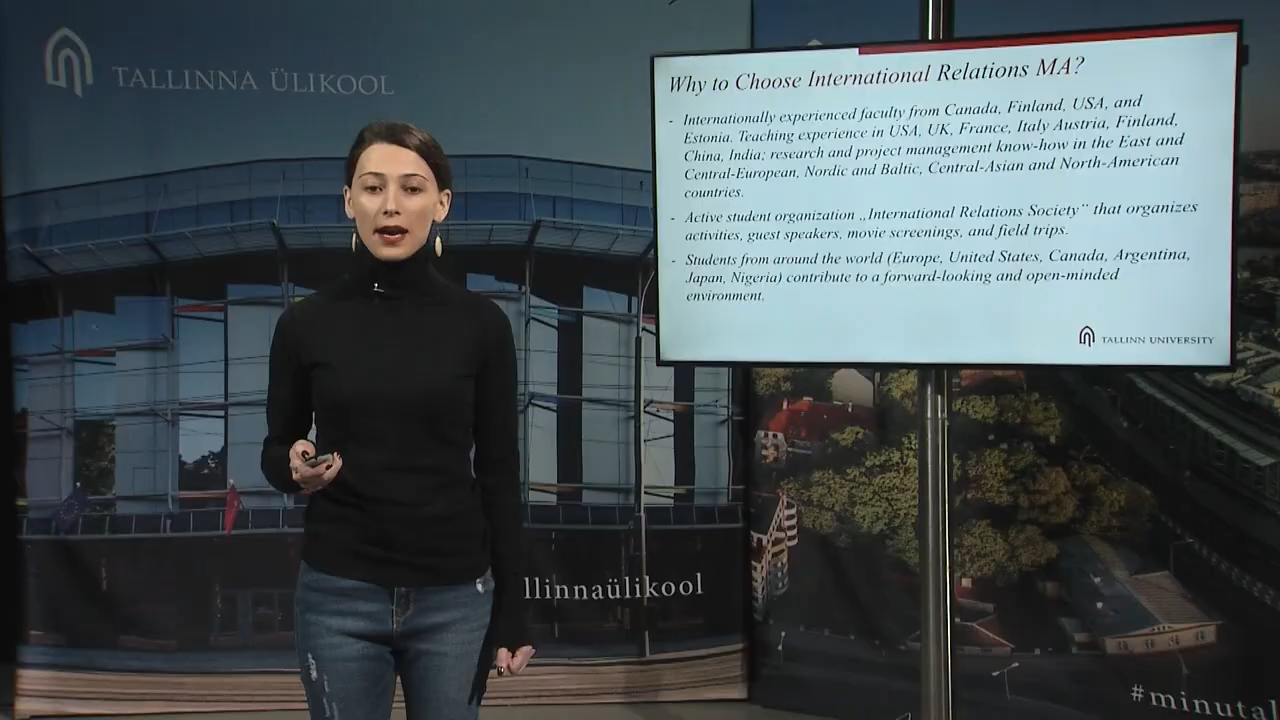 TALLINNA ÜLIKOOL
Why to Choose International Relations MA?
- Internationally experienced faculty from Canada, Finland, USA, and
Estonia. Teaching experience in USA, UK, France, Italy Austria, Finland,
China, India; research and project management know-how in the East and
Central-European, Nordic and Baltic, Central-Asian and North-American
countries.
- Active student organization „International Relations Society“ that organizes
activities, guest speakers, movie screenings, and field trips.
- Students from around the world (Europe, United States, Canada, Argentina,
Japan, Nigeria) contribute to a forward-looking and open-minded
environment.
TALLINN UNIVERSITY
llinnaülikool
#minutal